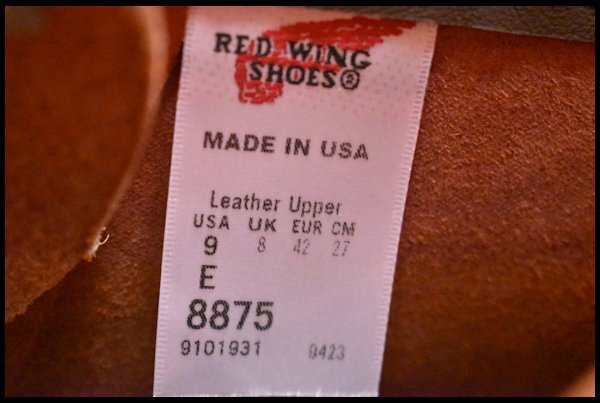 RED WING
SHOES®
MADE IN USA
Leather Upper
USA UK EUR CM
9 8 42 27
E
8875
9101931 0423